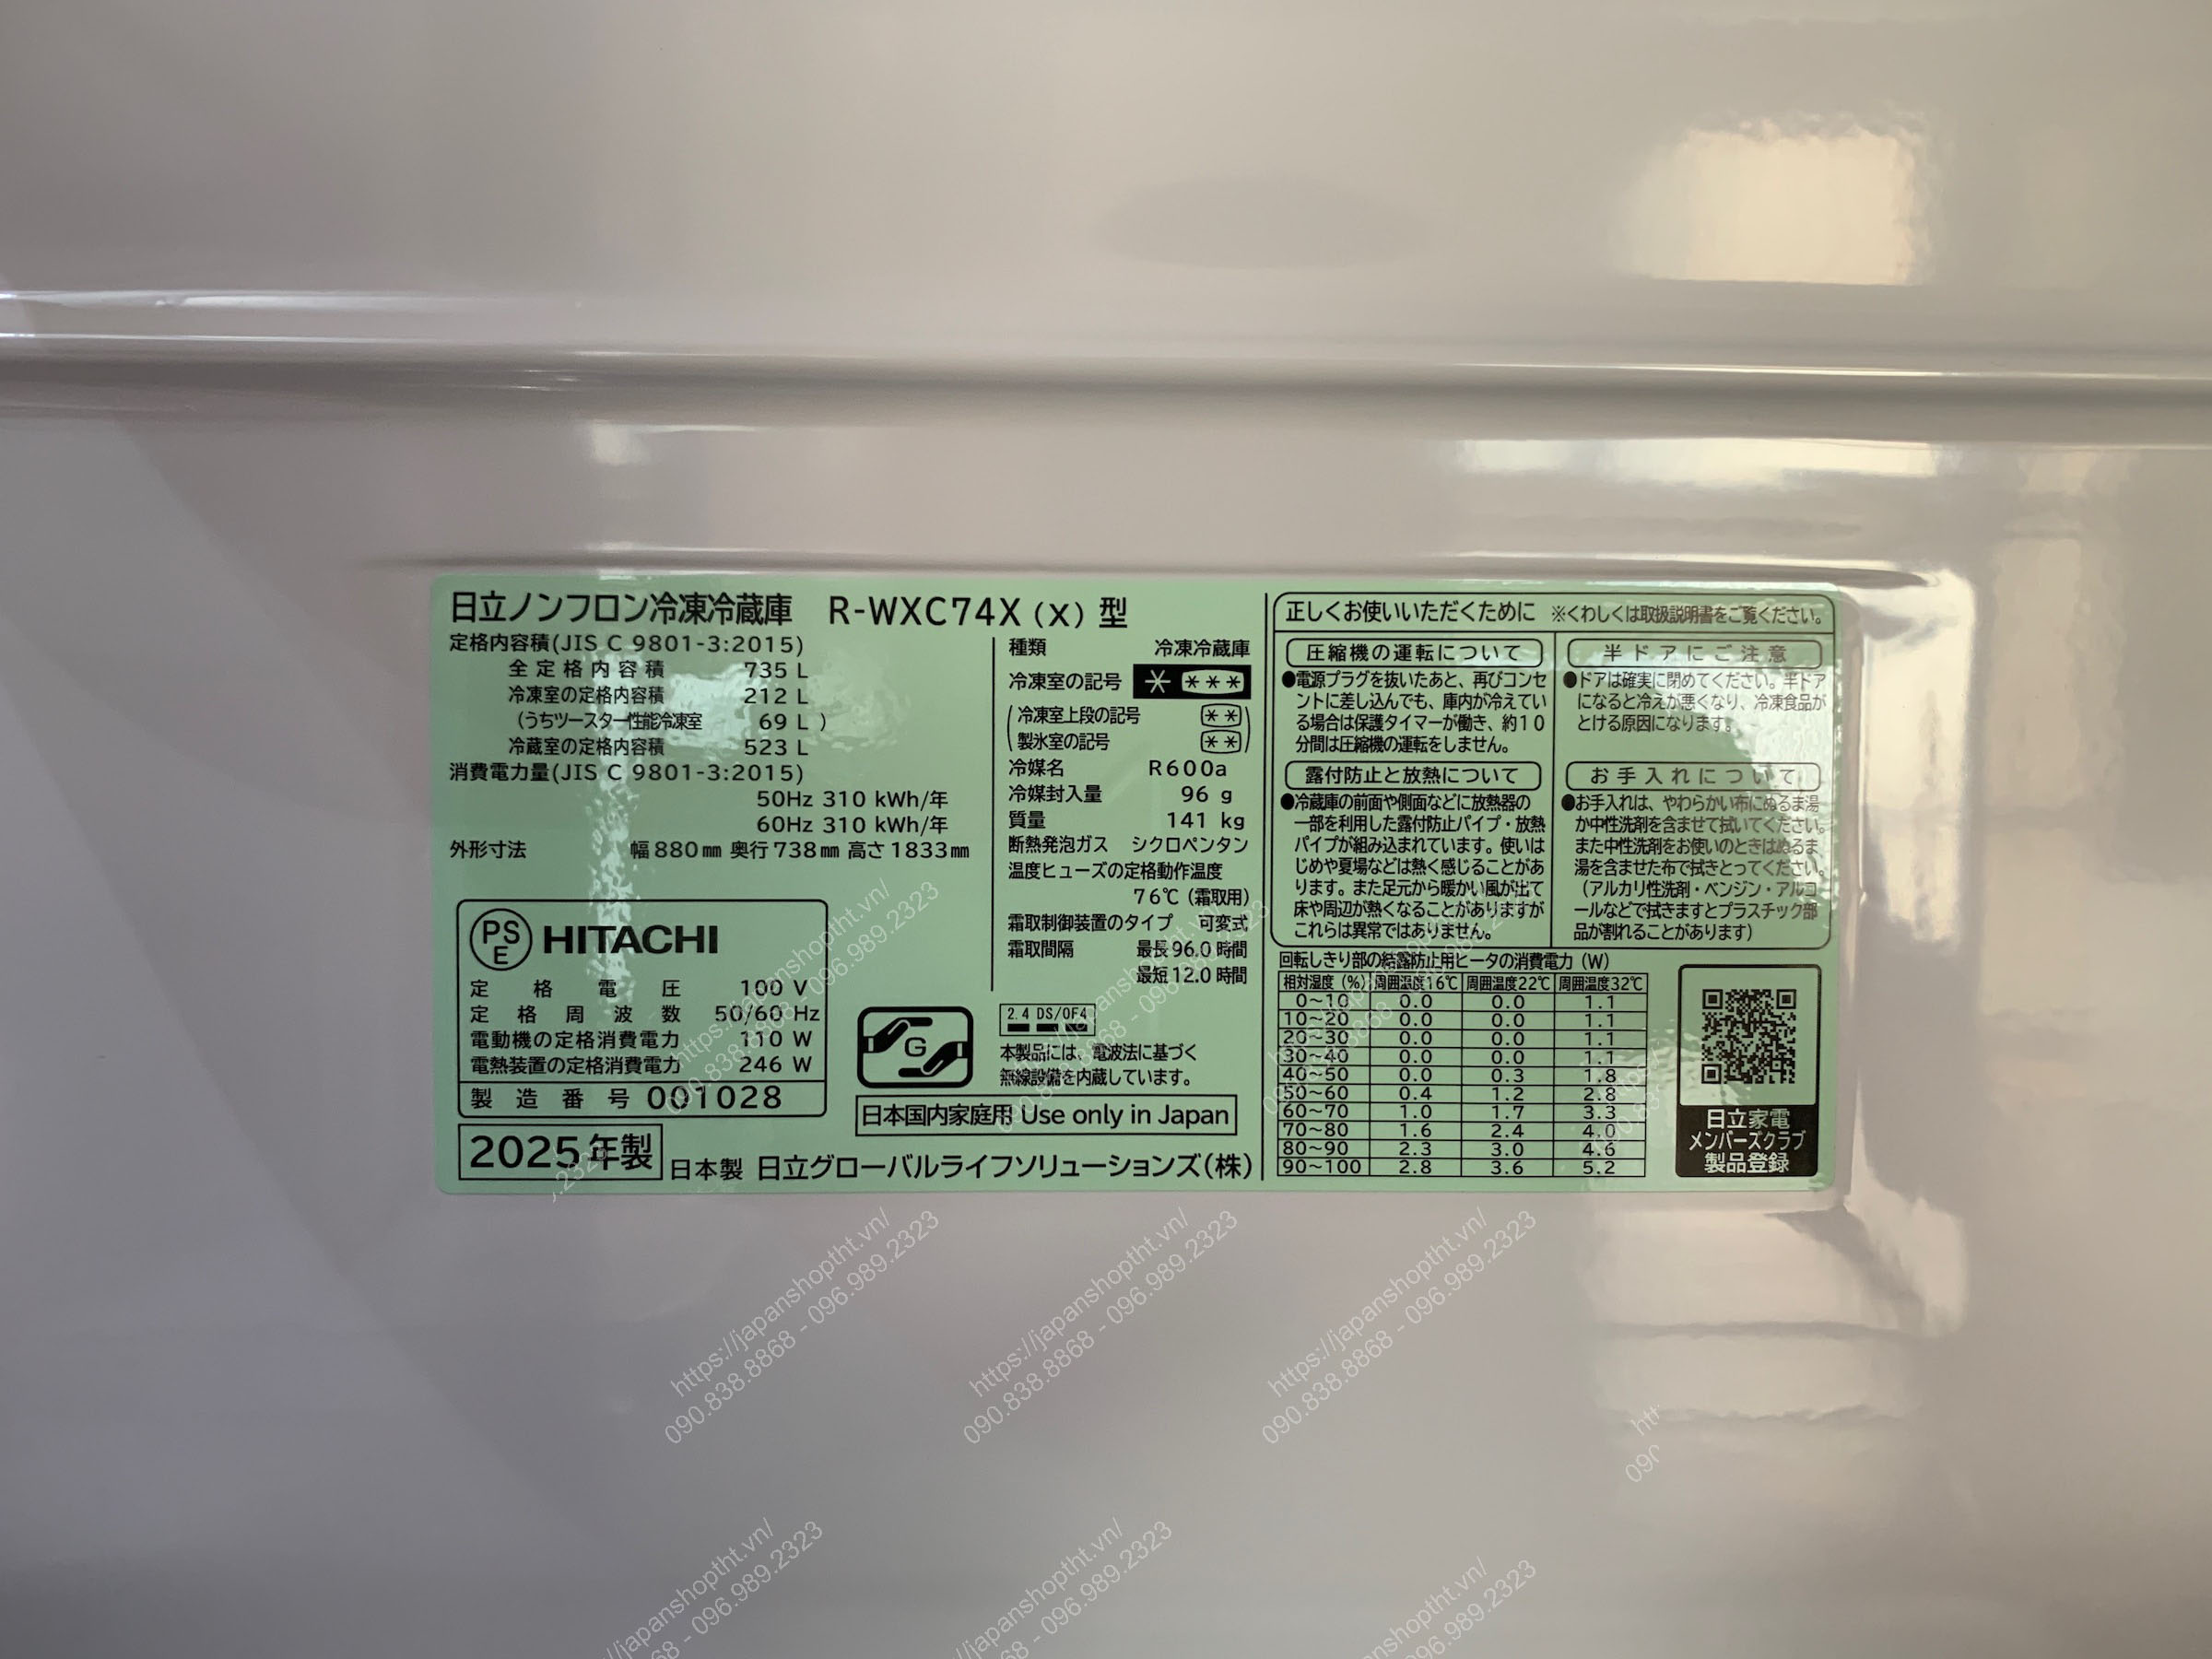 日立ノンフロン冷凍冷蔵庫 R-WXC74X (X) 型
定格内容積(JIS C 9801-3:2015)
全定格内容積 735 L
冷凍室の定格内容積 212 L
(うちツースター性能冷凍室 69 L )
冷蔵室の定格内容積 523 L
消費電力量(JIS C 9801-3:2015)
50Hz 310 kWh/年
60Hz 310 kWh/年
外形寸法 幅880㎜ 奥行738㎜ 高さ1833㎜
PSE HITACHI
定格電圧 100 V
定格周波数 50/60 Hz
電動機の定格消費電力 110 W
電熱装置の定格消費電力 246 W
製造番号 001028
2025年製
日本製 日立グローバルライフソリューションズ(株)
種類 冷凍冷蔵庫
冷凍室の記号 * ***
冷凍室上段の記号 **
製氷室の記号 **
冷媒名 R600a
冷媒封入量 96 g
質量 141 kg
断熱発泡ガス シクロペンタン
温度ヒューズの定格動作温度
76℃(霜取用)
霜取制御装置のタイプ 可変式
霜取間隔 最長96.0時間
最短12.0時間
G
2.4 DS/OF4
本製品には、電波法に基づく
無線設備を内蔵しています。
日本国内家庭用 Use only in Japan
正しくお使いいただくために ※くわしくは取扱説明書をご覧ください。
圧縮機の運転について
●電源プラグを抜いたあと、再びコンセ
ントに差し込んでも、庫内が冷えてい
る場合は保護タイマーが働き、約10
分間は圧縮機の運転をしません。
半ドアにご注意
●ドアは確実に閉めてください。半ドア
になると冷えが悪くなり、冷凍食品が
とける原因になります。
露付防止と放熱について
●冷蔵庫の前面や側面などに放熱器の
一部を利用した露付防止パイプ・放熱
パイプが組み込まれています。使いは
じめや夏場などは熱く感じることがあ
ります。また足元から暖かい風が出て
床や周辺が熱くなることがありますが
これらは異常ではありません。
お手入れについて
●お手入れは、やわらかい布にぬるま湯
か中性洗剤を含ませて拭いてください。
また中性洗剤をお使いのときはぬるま
湯を含ませた布で拭きとってください。
(アルカリ性洗剤・ベンジン・アルコ
ールなどで拭きますとプラスチック部
品が割れることがあります)
回転しきり部の結露防止用ヒータの消費電力 (W)
相対湿度 (%) 周囲温度16℃ 周囲温度22℃ 周囲温度32℃
0~10 0.0 0.0 1.1
10~20 0.0 0.0 1.1
20~30 0.0 0.0 1.1
30~40 0.0 0.0 1.1
40~50 0.0 0.3 1.8
50~60 0.4 1.2 2.8
60~70 1.0 1.7 3.3
70~80 1.6 2.4 4.0
80~90 2.3 3.0 4.6
90~100 2.8 3.6 5.2
日立家電
メンバーズクラブ
製品登録
https://japanshoptht.vn/
090.838.8868 - 096.989.2323
https://japanshoptht.vn/
090.838.8868 - 096.989.2323
https://japanshoptht.vn/
090.838.8868 - 096.989.2323